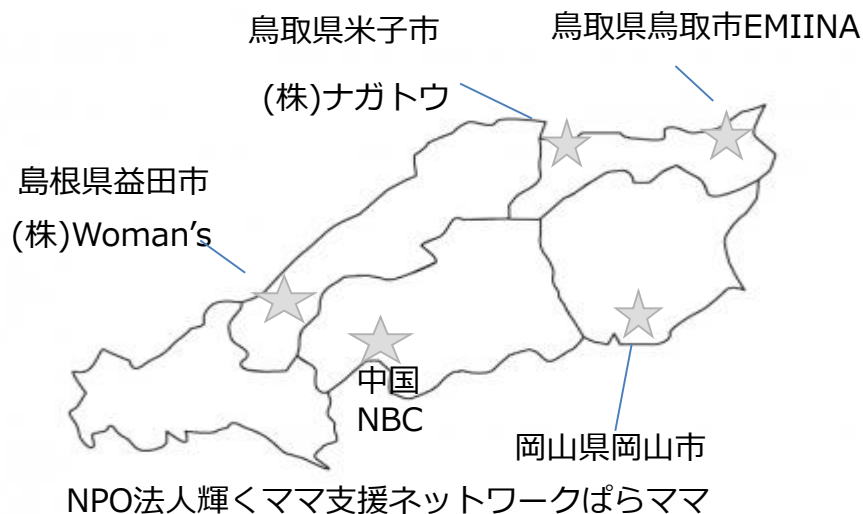 鳥取県米子市
(株)ナガトウ
鳥取県鳥取市EMIINA
島根県益田市
(株)Woman’s
中国
NBC
岡山県岡山市
NPO法人輝くママ支援ネットワークぱらママ